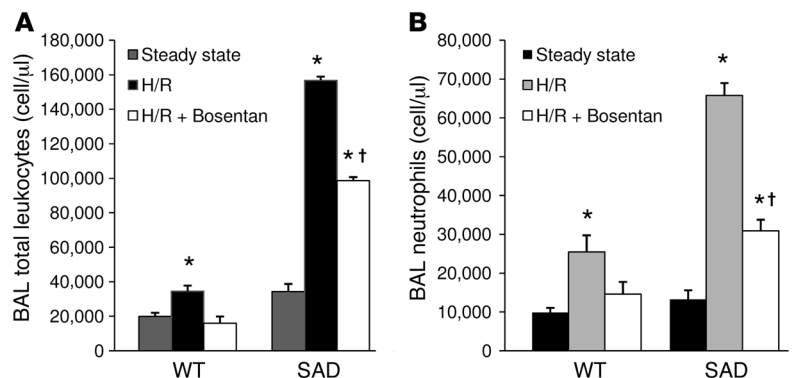 A
BAL total leukocytes (cell/μl)
180,000
160,000
140,000
120,000
100,000
80,000
60,000
40,000
20,000
0
Steady state
H/R
H/R + Bosentan
*
*
*†
WT
SAD
B
BAL neutrophils (cell/μl)
80,000
70,000
60,000
50,000
40,000
30,000
20,000
10,000
0
Steady state
H/R
H/R + Bosentan
*
*
*†
WT
SAD